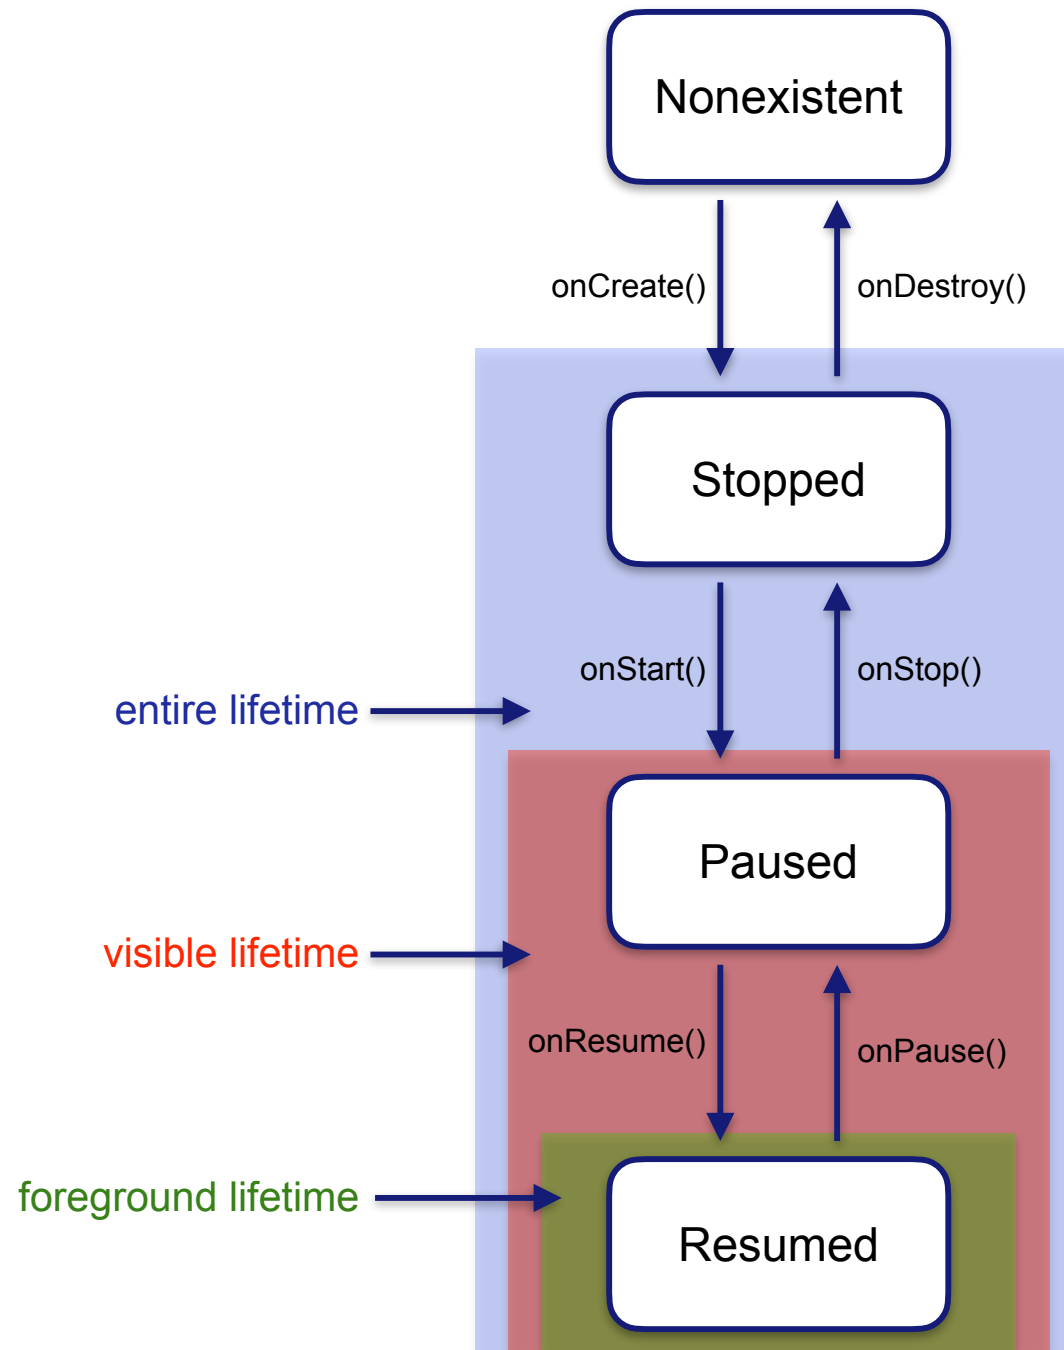 Nonexistent
onCreate()
onDestroy()
Stopped
onStart()
onStop()
entire lifetime
Paused
visible lifetime
onResume()
onPause()
foreground lifetime
Resumed